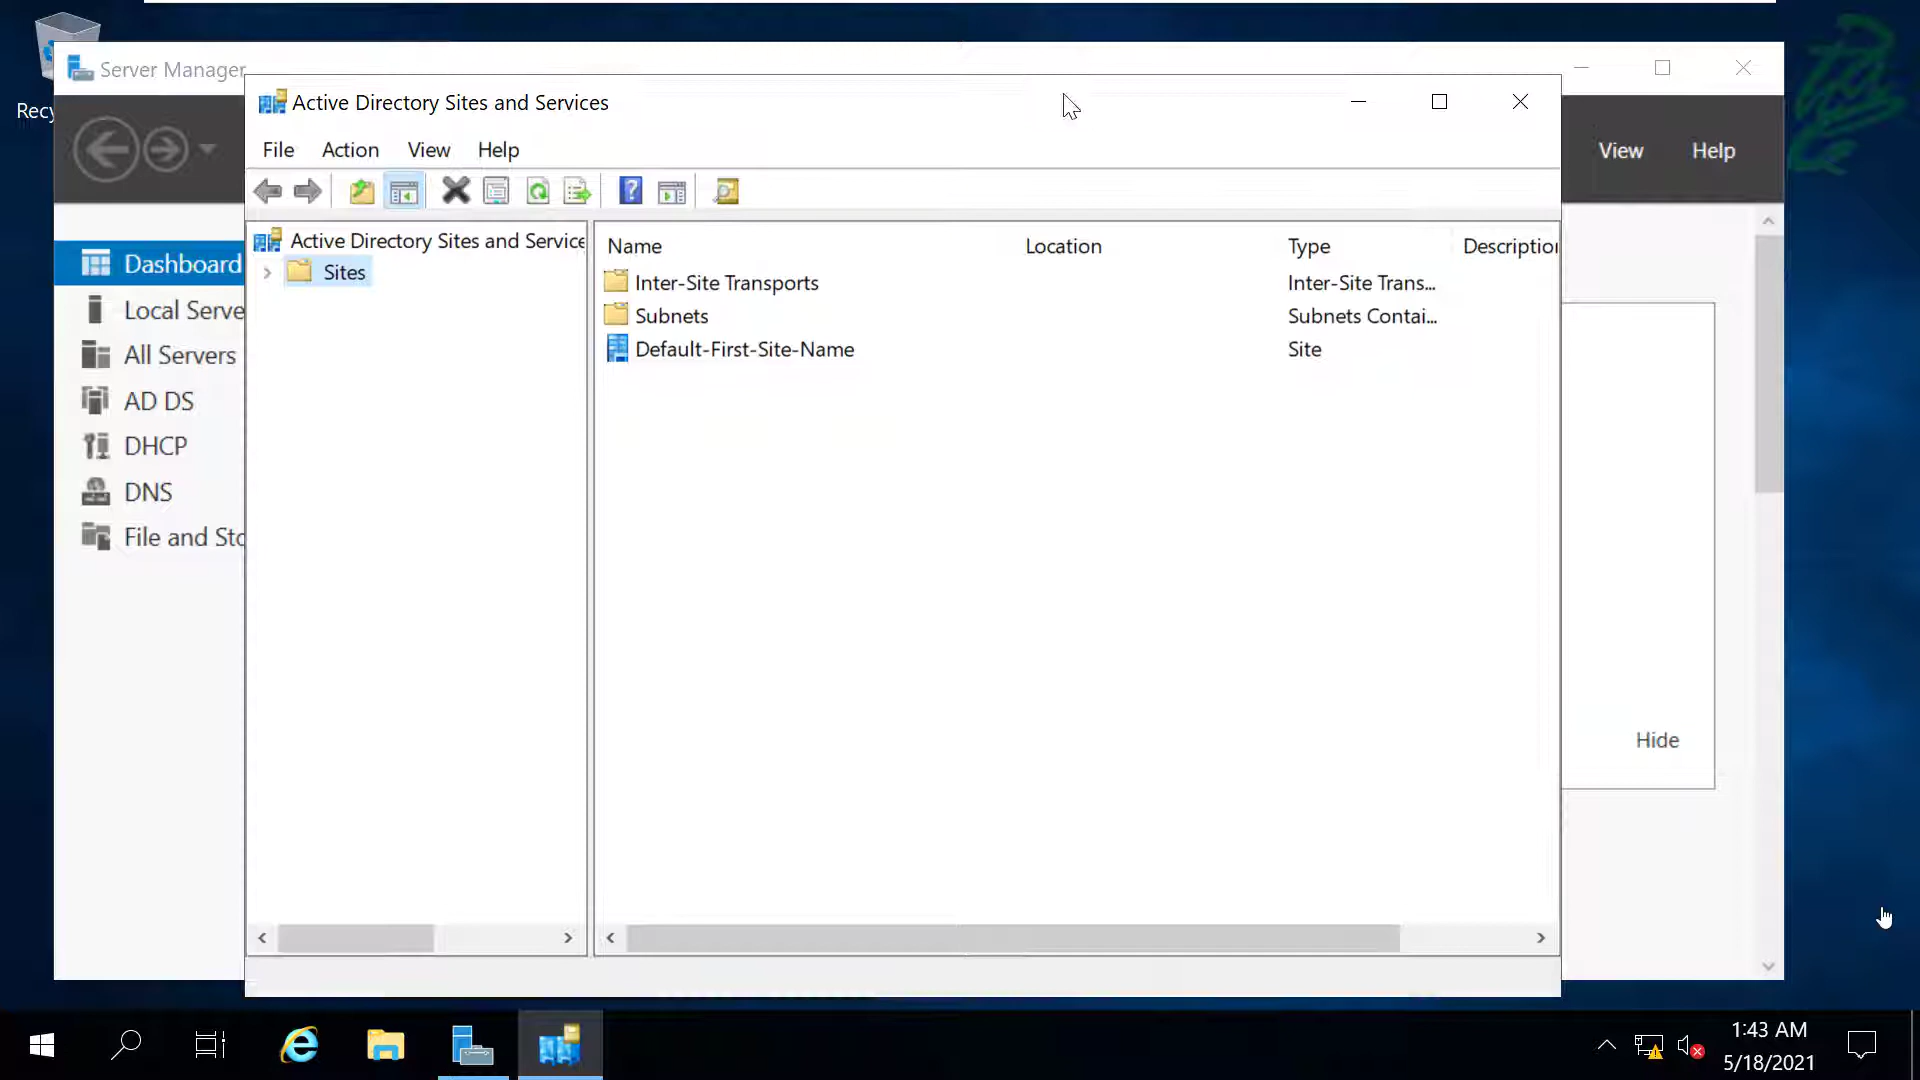 Recy
Server Manager
Active Directory Sites and Services
File Action View Help
View Help
Dashboard
Local Serve
All Servers
AD DS
DHCP
DNS
File and Sto
Active Directory Sites and Service
Sites
Name Location Type Description
Inter-Site Transports Inter-Site Trans...
Subnets Subnets Contai...
Default-First-Site-Name Site
Hide
1:43 AM
5/18/2021